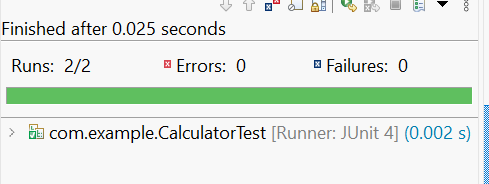 Finished after 0.025 seconds
Runs: 2/2 Errors: 0 Failures: 0
com.example.CalculatorTest [Runner: JUnit 4] (0.002 s)